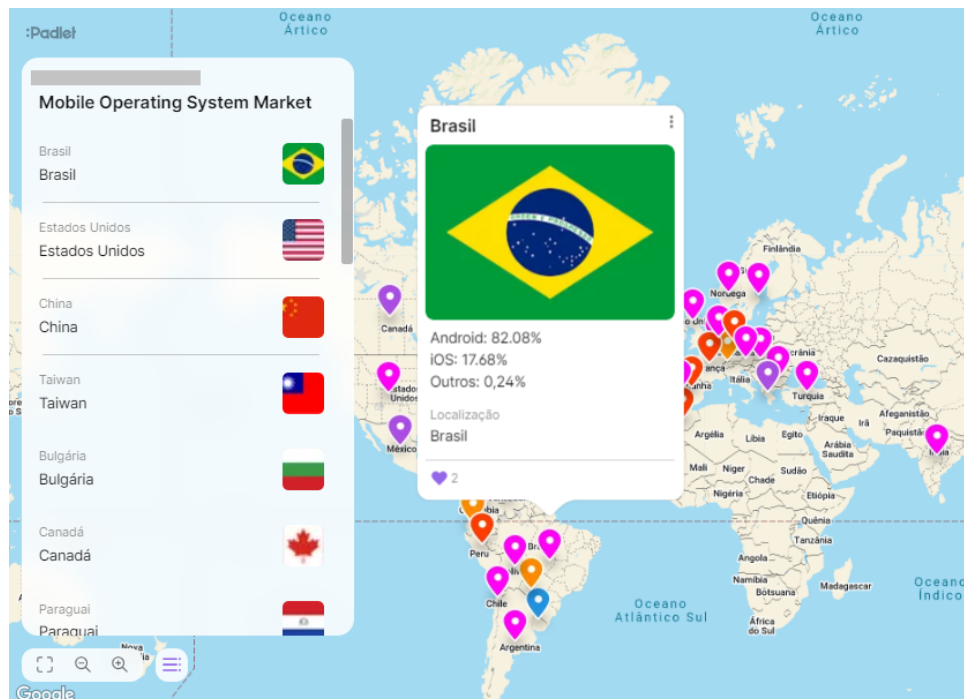 :Padlet
Mobile Operating System Market
Brasil
Brasil
Estados Unidos
Estados Unidos
China
China
Taiwan
Taiwan
Bulgária
Bulgária
Canadá
Canadá
Paraguai
Paraguai
Google
Oceano
Ártico
Oceano
Ártico
Brasil
Android: 82.08%
iOS: 17.68%
Outros: 0,24%
Localização
Brasil
2
Canadá
Unidos
México
Peru
Chile
Argentina
Finlândia
Noruega
Itália
Turquia
Cazaquistão
Iraque
Irã
Afeganistão
Argélia
Líbia
Egito
Arábia
Saudita
Mali
Níger
Sudão
Chade
Nigéria
Etiópia
Quênia
Tanzânia
Angola
Namíbia
Botsuana
Madagascar
África
do Sul
Oceano
Atlântico Sul
Oceano
Índico